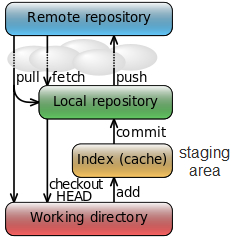 Remote repository
pull
fetch
push
Local repository
commit
Index (cache)
staging
area
checkout
HEAD
add
Working directory